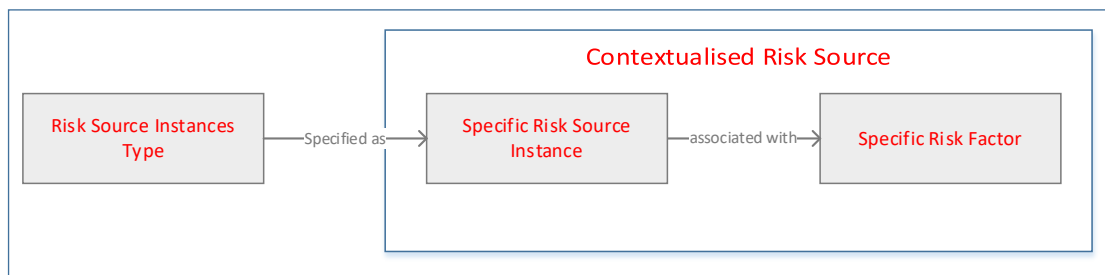 Contextualised Risk Source
Risk Source Instances
Type
Specified as
Specific Risk Source
Instance
associated with
Specific Risk Factor